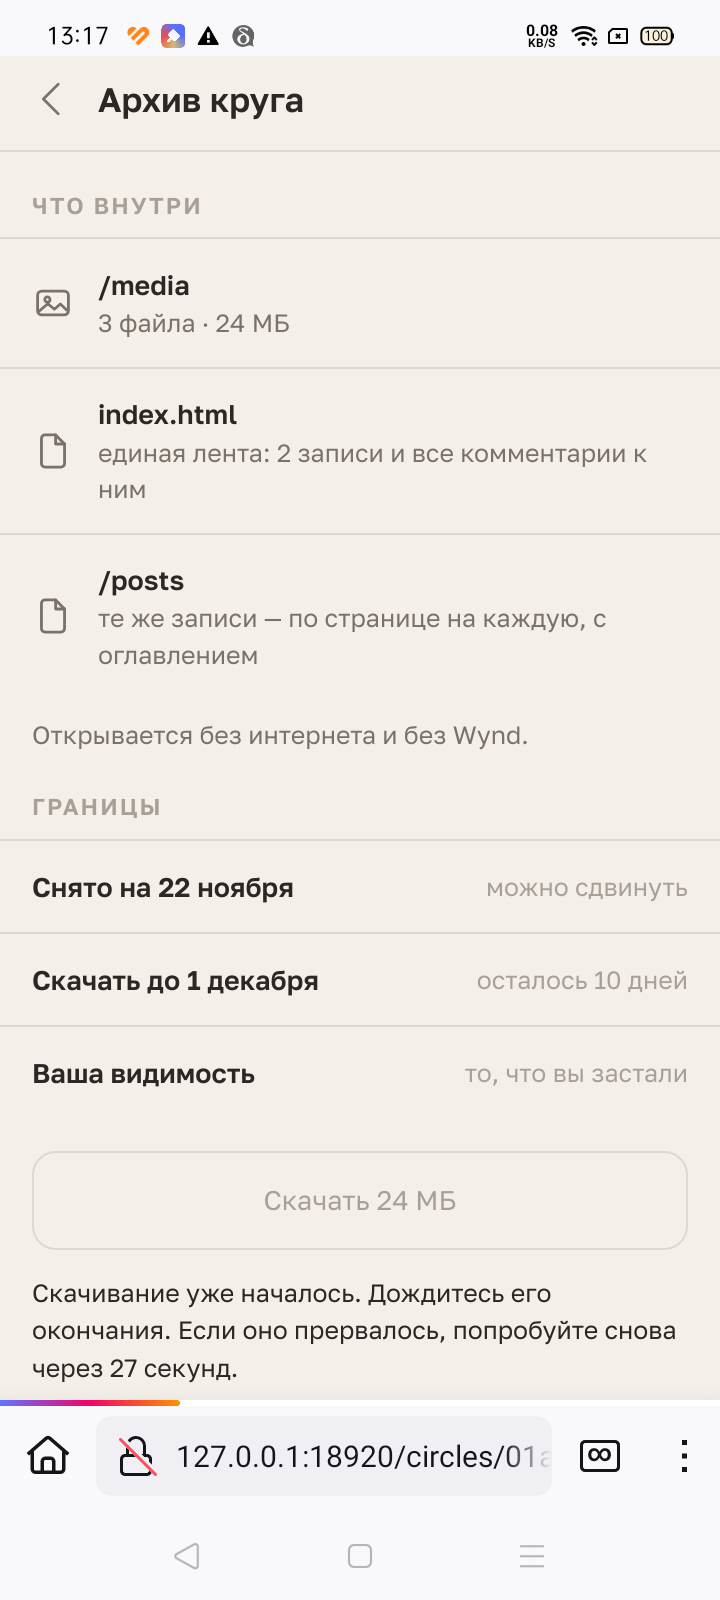 13:17
0.08
KB/S
100
Архив круга
ЧТО ВНУТРИ
/media
3 файла · 24 МБ
index.html
единая лента: 2 записи и все комментарии к
ним
/posts
те же записи — по странице на каждую, с
оглавлением
Открывается без интернета и без Wynd.
ГРАНИЦЫ
Снято на 22 ноября
можно сдвинуть
Скачать до 1 декабря
осталось 10 дней
Ваша видимость
то, что вы застали
Скачать 24 МБ
Скачивание уже началось. Дождитесь его
окончания. Если оно прервалось, попробуйте снова
через 27 секунд.
127.0.0.1:18920/circles/01a